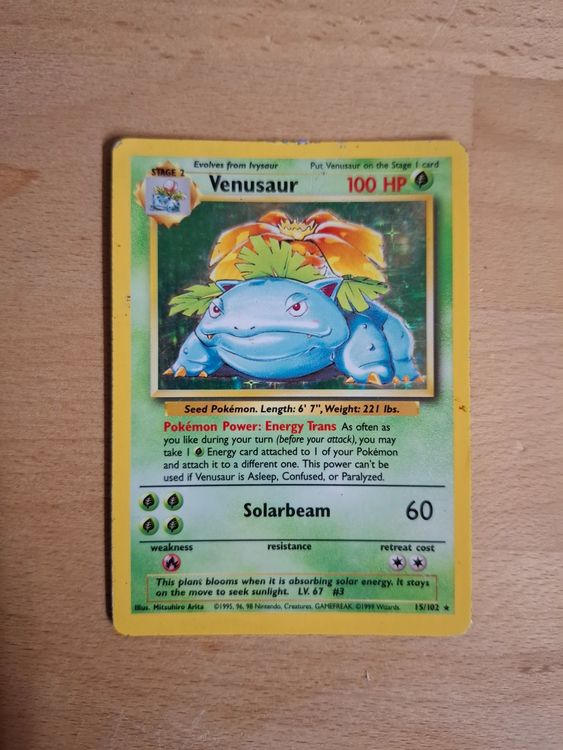 Evolves from Ivysaur Put Venusaur on the Stage 1 card
STAGE 2
Venusaur 100 HP
Seed Pokémon. Length: 6' 7", Weight: 221 lbs.
Pokémon Power: Energy Trans As often as
you like during your turn (before your attack), you may
take 1 Energy card attached to 1 of your Pokémon
and attach it to a different one. This power can't be
used if Venusaur is Asleep, Confused, or Paralyzed.
Solarbeam 60
weakness resistance retreat cost
This plant blooms when it is absorbing solar energy. It stays
on the move to seek sunlight. LV. 67 #3
Illus. Mitsuhiro Arita ©1995, 96, 98 Nintendo, Creatures, GAMEFREAK. ©1999 Wizards. 15/102 ★